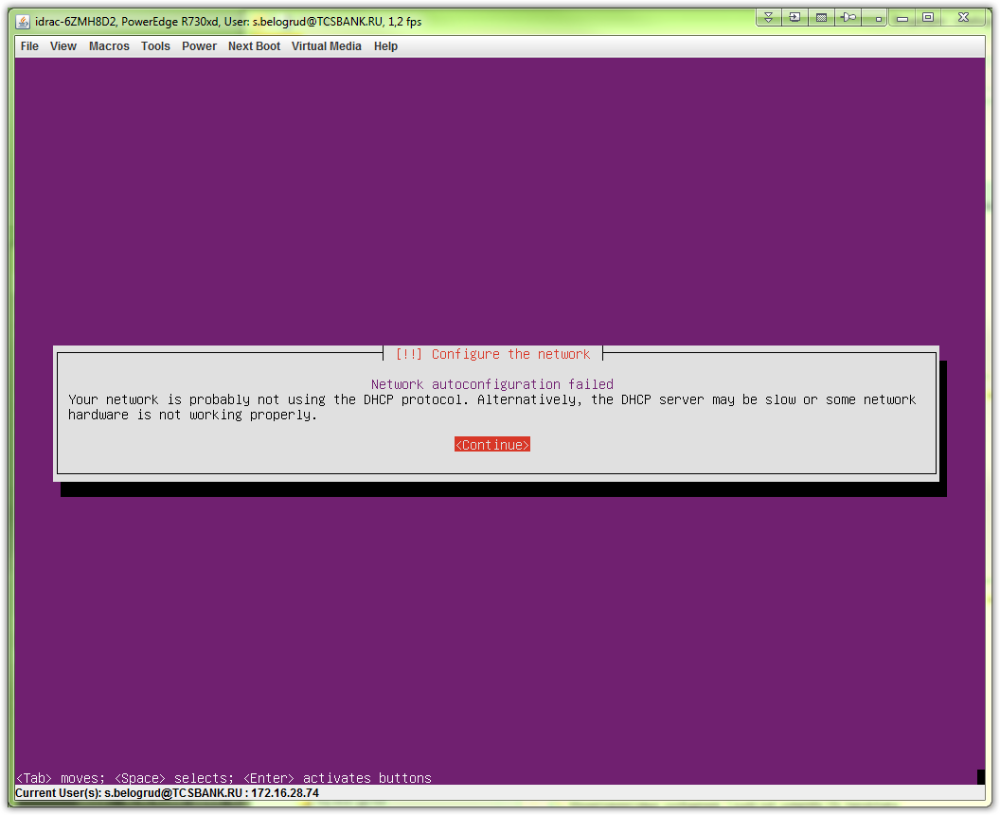 idrac-6ZMH8D2, PowerEdge R730xd, User: s.belogrud@TCSBANK.RU, 1,2 fps
File View Macros Tools Power Next Boot Virtual Media Help
[!!] Configure the network
Network autoconfiguration failed
Your network is probably not using the DHCP protocol. Alternatively, the DHCP server may be slow or some network
hardware is not working properly.
<Continue>
<Tab> moves; <Space> selects; <Enter> activates buttons
Current User(s): s.belogrud@TCSBANK.RU : 172.16.28.74